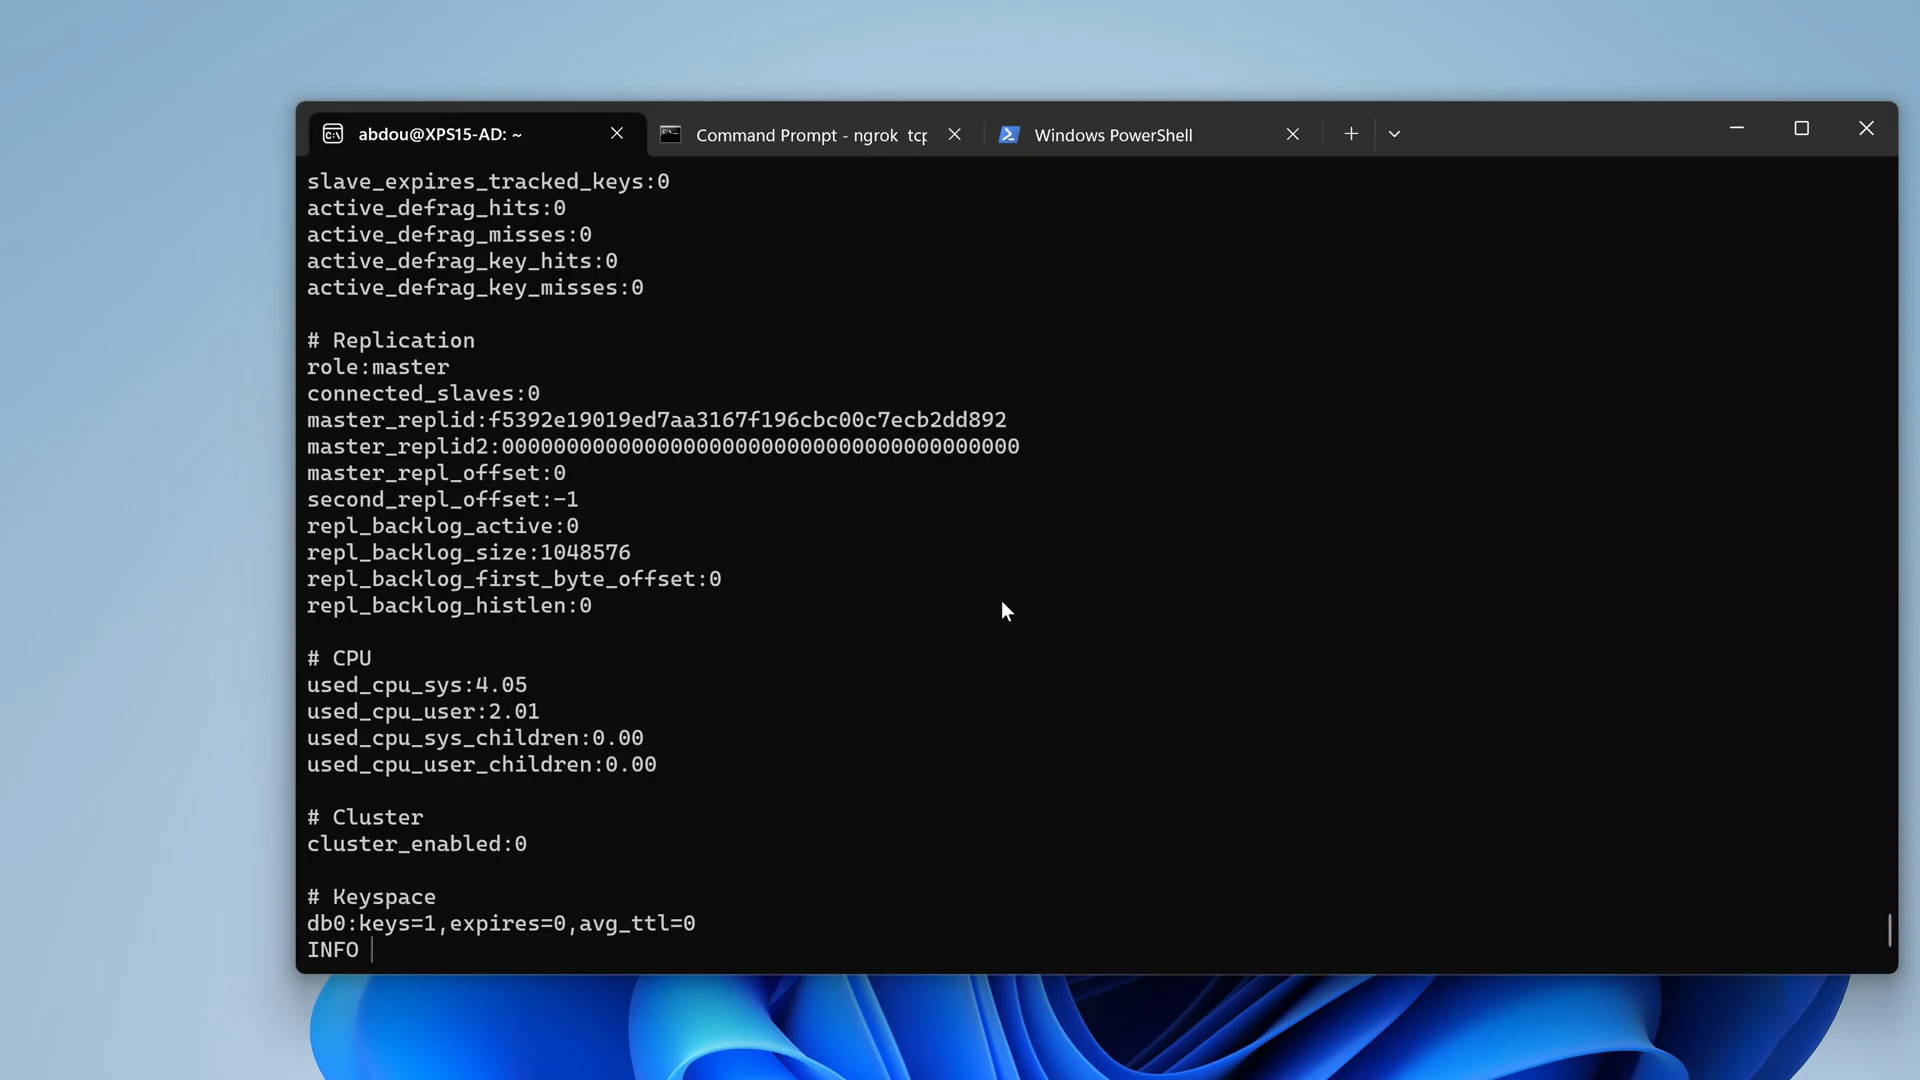 abdou@XPS15-AD: ~
Command Prompt - ngrok tcp
Windows PowerShell
slave_expires_tracked_keys:0
active_defrag_hits:0
active_defrag_misses:0
active_defrag_key_hits:0
active_defrag_key_misses:0
# Replication
role:master
connected_slaves:0
master_replid:f5392e19019ed7aa3167f196cbc00c7ecb2dd892
master_replid2:0000000000000000000000000000000000000000
master_repl_offset:0
second_repl_offset:-1
repl_backlog_active:0
repl_backlog_size:1048576
repl_backlog_first_byte_offset:0
repl_backlog_histlen:0
# CPU
used_cpu_sys:4.05
used_cpu_user:2.01
used_cpu_sys_children:0.00
used_cpu_user_children:0.00
# Cluster
cluster_enabled:0
# Keyspace
db0:keys=1,expires=0,avg_ttl=0
INFO